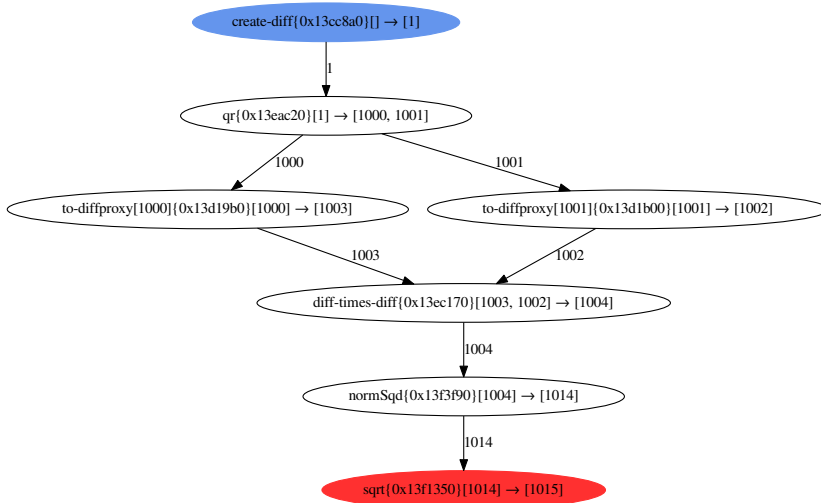 create-diff{0x13cc8a0}[] → [1]
1
qr{0x13eac20}[1] → [1000, 1001]
1000
1001
to-diffproxy[1000]{0x13d19b0}[1000] → [1003]
to-diffproxy[1001]{0x13d1b00}[1001] → [1002]
1003
1002
diff-times-diff{0x13ec170}[1003, 1002] → [1004]
1004
normSqd{0x13f3f90}[1004] → [1014]
1014
sqrt{0x13f1350}[1014] → [1015]